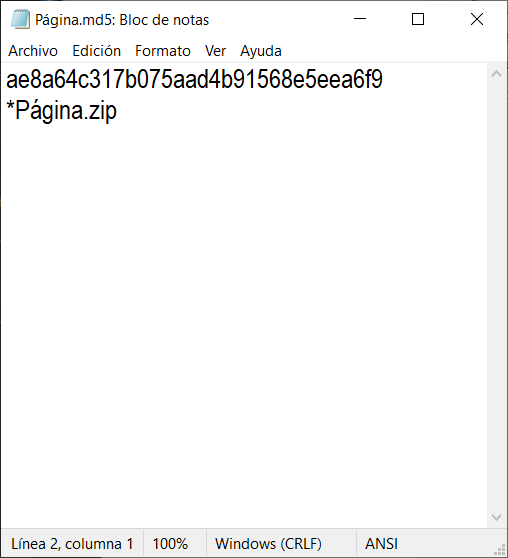 Página.md5: Bloc de notas
Archivo Edición Formato Ver Ayuda
ae8a64c317b075aad4b91568e5eea6f9
*Página.zip
Línea 2, columna 1 100% Windows (CRLF) ANSI